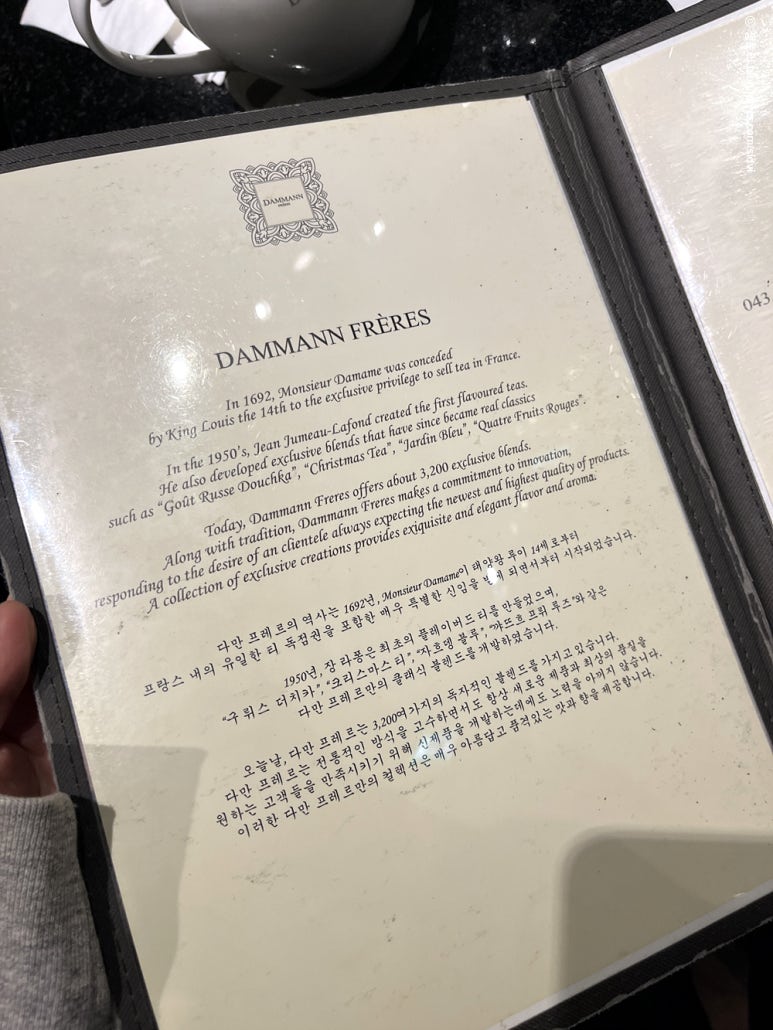 DAMMANN
FRÈRES
DAMMANN FRÈRES
In 1692, Monsieur Damame was conceded
by King Louis the 14th to the exclusive privilege to sell tea in France.
In the 1950's, Jean Jumeau-Lafond created the first flavoured teas.
He also developed exclusive blends that have since became real classics
such as "Goût Russe Douchka", "Christmas Tea", "Jardin Bleu", "Quatre Fruits Rouges".
Today, Dammann Freres offers about 3,200 exclusive blends.
Along with tradition, Dammann Freres makes a commitment to innovation,
responding to the desire of an clientele always expecting the newest and highest quality of products.
A collection of exclusive creations provides exiquisite and elegant flavor and aroma.
다만 프레르의 역사는 1692년, Monsieur Damame이 태양왕 루이 14세로부터
프랑스 내의 유일한 티 독점권을 포함한 매우 특별한 신임을 받게 되면서부터 시작되었습니다.
1950년, 장 라퐁은 최초의 플레이버드 티를 만들었으며,
"구 뤼스 더치카", "크리스마스 티", "자흐뎅 블루", "꺄뜨흐 프뤼 루즈"와 같은
다만 프레르만의 클래식 블렌드를 개발하였습니다.
오늘날, 다만 프레르는 3,200여가지의 독자적인 블렌드를 가지고있습니다.
다만 프레르는 전통적인 방식을 고수하면서도 항상 새로운 제품과 최상의 품질을
원하는 고객들을 만족시키기 위해 신제품을 개발하는데에도 노력을 아끼지 않습니다.
이러한 다만 프레르만의 컬렉션은 매우 아름답고 품격있는 맛과 향을 제공합니다.
043